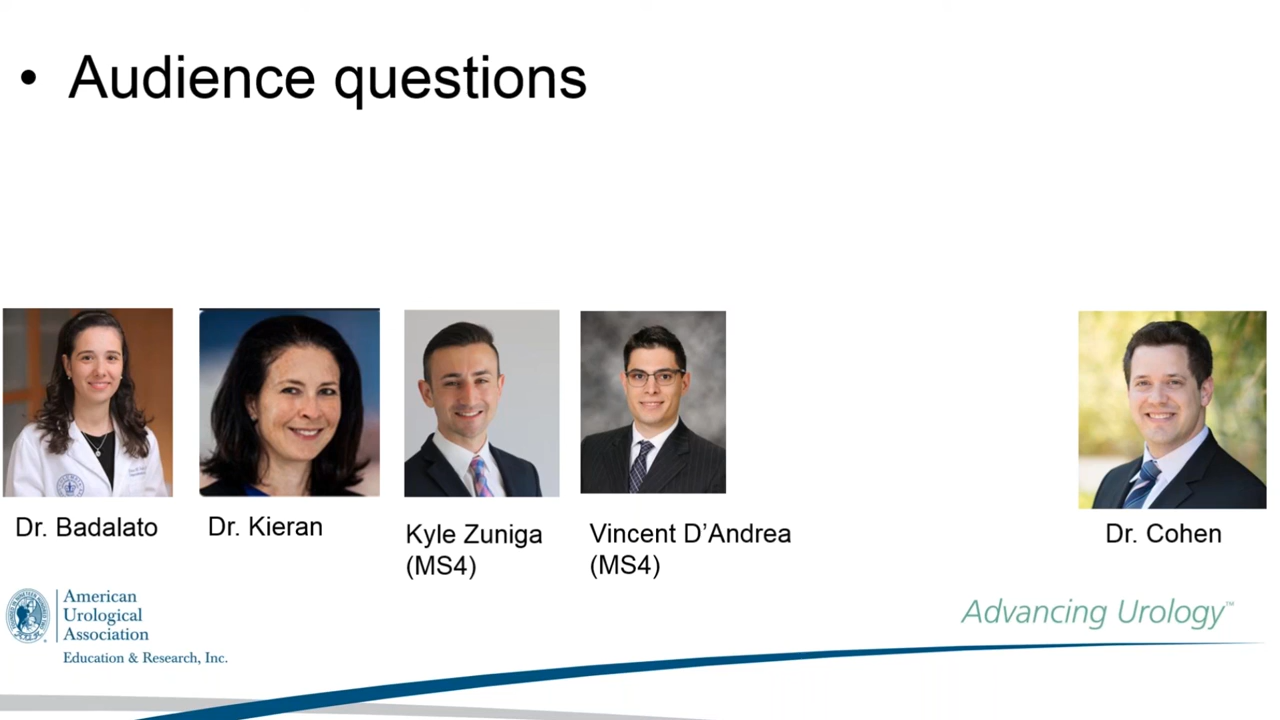 • Audience questions
Dr. Badalato
Dr. Kieran
Kyle Zuniga
(MS4)
Vincent D’Andrea
(MS4)
Dr. Cohen
American
Urological
Association
Education & Research, Inc.
Advancing Urology™